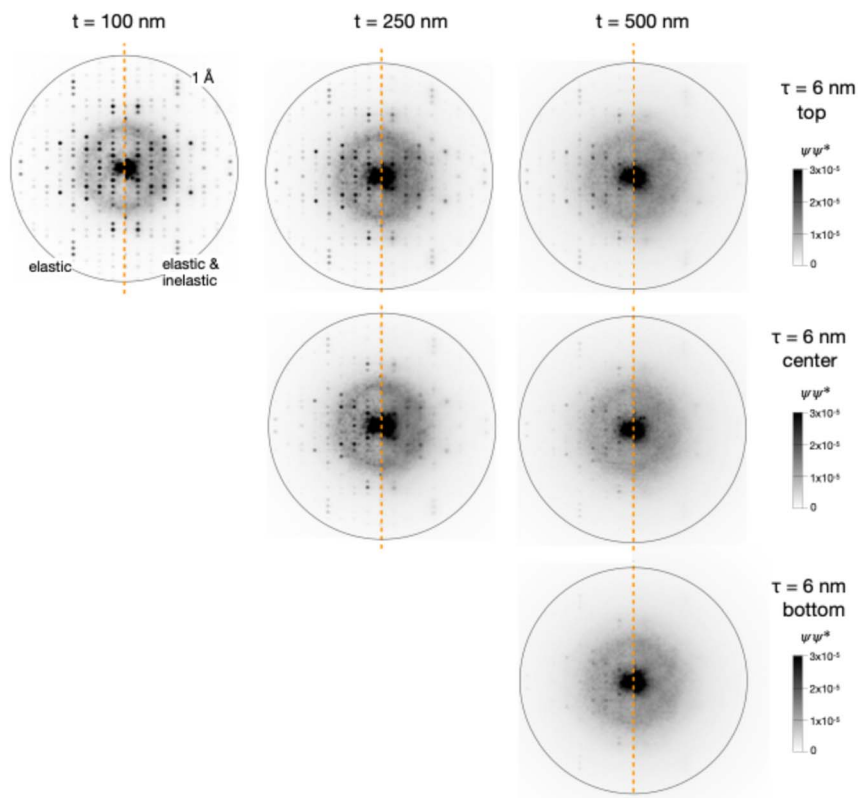 t = 100 nm
t = 250 nm
t = 500 nm
1 Å
elastic
elastic &
inelastic
τ = 6 nm
top
ψψ*
3x10⁻⁵
1x10⁻⁵
0
τ = 6 nm
center
ψψ*
3x10⁻⁵
2x10⁻⁵
1x10⁻⁵
0
τ = 6 nm
bottom
ψψ*
3x10⁻⁵
2x10⁻⁵
1x10⁻⁵
0